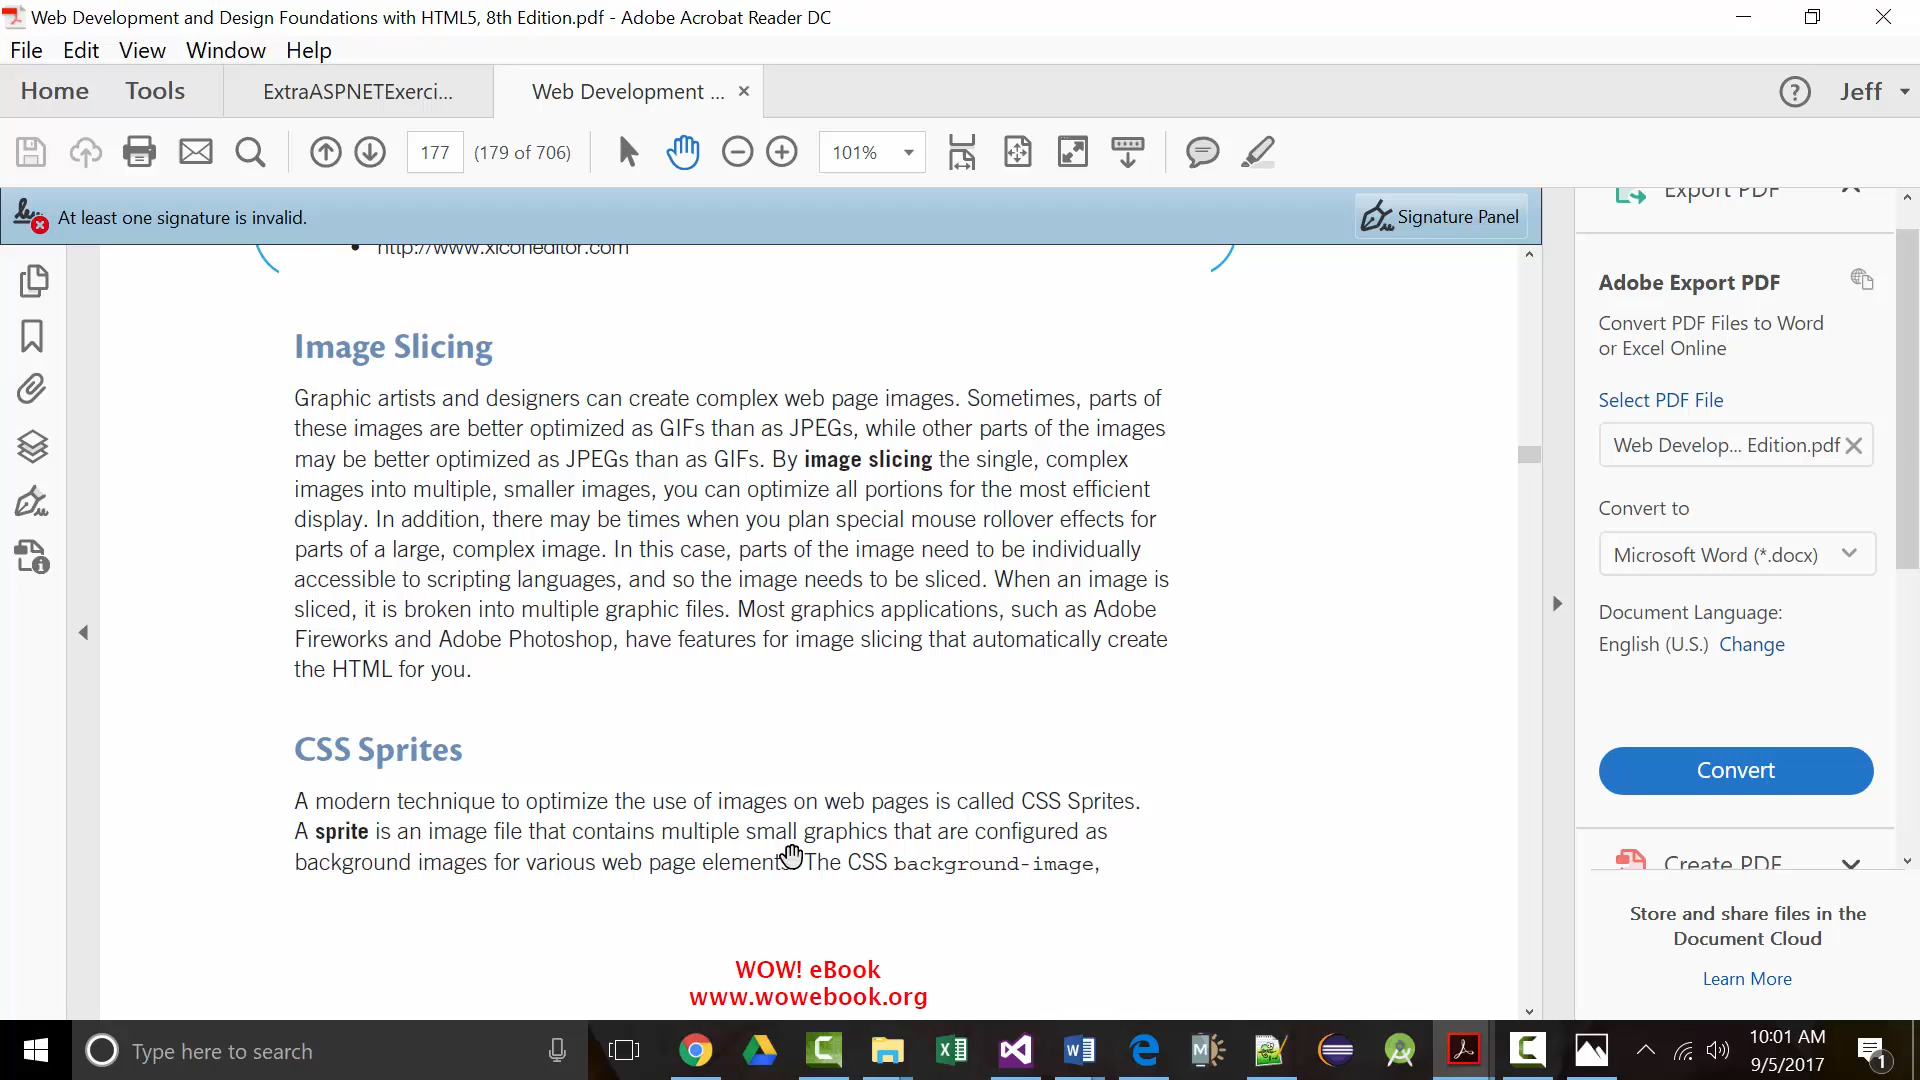 Web Development and Design Foundations with HTML5, 8th Edition.pdf - Adobe Acrobat Reader DC
File Edit View Window Help
Home Tools ExtraASPNETExerci... Web Development ... Jeff
177 (179 of 706) 101%
At least one signature is invalid. Signature Panel
http://www.xiconeditor.com
Image Slicing
Graphic artists and designers can create complex web page images. Sometimes, parts of
these images are better optimized as GIFs than as JPEGs, while other parts of the images
may be better optimized as JPEGs than as GIFs. By image slicing the single, complex
images into multiple, smaller images, you can optimize all portions for the most efficient
display. In addition, there may be times when you plan special mouse rollover effects for
parts of a large, complex image. In this case, parts of the image need to be individually
accessible to scripting languages, and so the image needs to be sliced. When an image is
sliced, it is broken into multiple graphic files. Most graphics applications, such as Adobe
Fireworks and Adobe Photoshop, have features for image slicing that automatically create
the HTML for you.
CSS Sprites
A modern technique to optimize the use of images on web pages is called CSS Sprites.
A sprite is an image file that contains multiple small graphics that are configured as
background images for various web page elements. The CSS background-image,
WOW! eBook
www.wowebook.org
Export PDF
Adobe Export PDF
Convert PDF Files to Word
or Excel Online
Select PDF File
Web Develop... Edition.pdf
Convert to
Microsoft Word (*.docx)
Document Language:
English (U.S.) Change
Convert
Create PDF
Store and share files in the
Document Cloud
Learn More
Type here to search
10:01 AM
9/5/2017
1